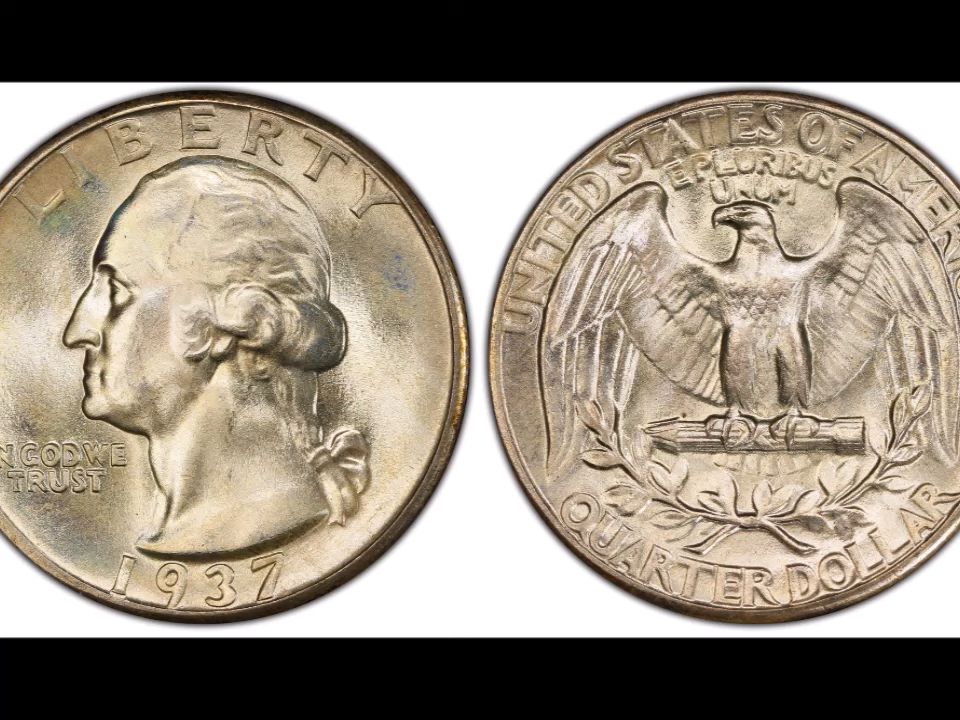 LIBERTY
IN GOD WE
TRUST
1937
UNITED STATES OF AMERICA
E PLURIBUS
UNUM
QUARTER DOLLAR